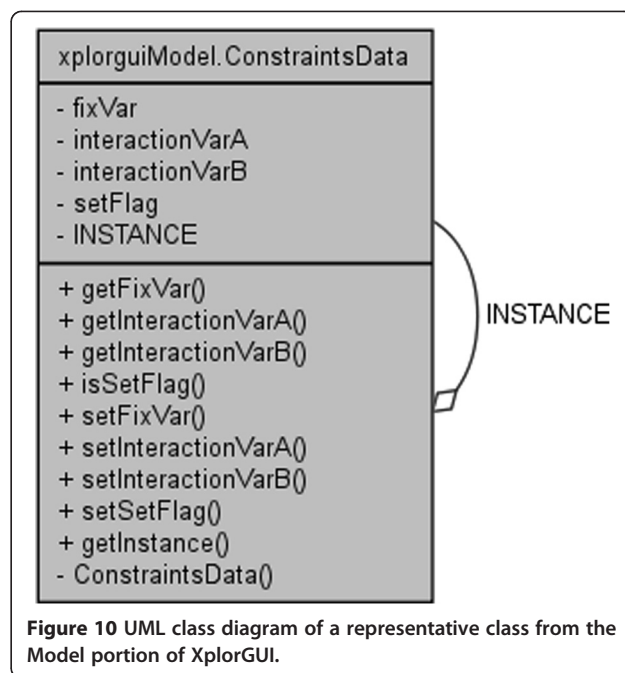 xplorguiModel.ConstraintsData
- fixVar
- interactionVarA
- interactionVarB
- setFlag
- INSTANCE
+ getFixVar()
+ getInteractionVarA()
+ getInteractionVarB()
+ isSetFlag()
+ setFixVar()
+ setInteractionVarA()
+ setInteractionVarB()
+ setSetFlag()
+ getInstance()
- ConstraintsData()
INSTANCE
Figure 10 UML class diagram of a representative class from the
Model portion of XplorGUI.